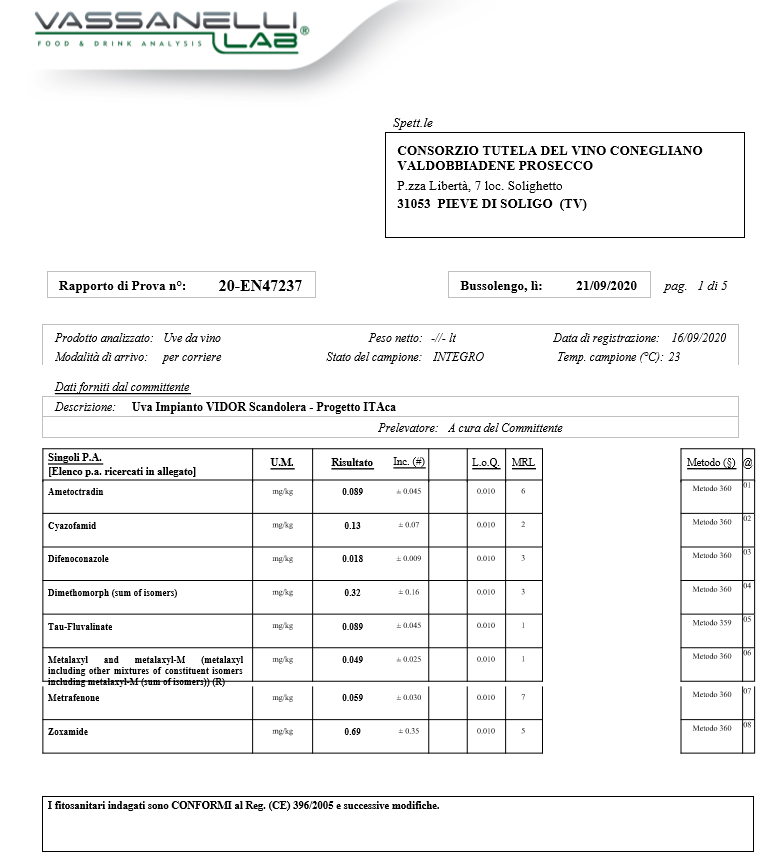 VASSANELLI
FOOD & DRINK ANALYSIS LAB®
Spett.le
CONSORZIO TUTELA DEL VINO CONEGLIANO
VALDOBBIADENE PROSECCO
P.zza Libertà, 7 loc. Solighetto
31053 PIEVE DI SOLIGO (TV)
Rapporto di Prova n°: 20-EN47237 Bussolengo, lì: 21/09/2020 pag. 1 di 5
Prodotto analizzato: Uve da vino Peso netto: -//- lt Data di registrazione: 16/09/2020
Modalità di arrivo: per corriere Stato del campione: INTEGRO Temp. campione (°C): 23
Dati forniti dal committente
Descrizione: Uva Impianto VIDOR Scandolera - Progetto ITAca
Prelevatore: A cura del Committente
Singoli P.A.
[Elenco p.a. ricercati in allegato] U.M. Risultato Inc. (#) L.o.Q. MRL Metodo (§) @
Ametoctradin mg/kg 0.089 ± 0.045 0.010 6 Metodo 360 01
Cyazofamid mg/kg 0.13 ± 0.07 0.010 2 Metodo 360 02
Difenoconazole mg/kg 0.018 ± 0.009 0.010 3 Metodo 360 03
Dimethomorph (sum of isomers) mg/kg 0.32 ± 0.16 0.010 3 Metodo 360 04
Tau-Fluvalinate mg/kg 0.089 ± 0.045 0.010 1 Metodo 359 05
Metalaxyl and metalaxyl-M (metalaxyl mg/kg 0.049 ± 0.025 0.010 1 Metodo 360 06
including other mixtures of constituent isomers
including metalaxyl-M (sum of isomers)) (R)
Metrafenone mg/kg 0.059 ± 0.030 0.010 7 Metodo 360 07
Zoxamide mg/kg 0.69 ± 0.35 0.010 5 Metodo 360 08
I fitosanitari indagati sono CONFORMI al Reg. (CE) 396/2005 e successive modifiche.